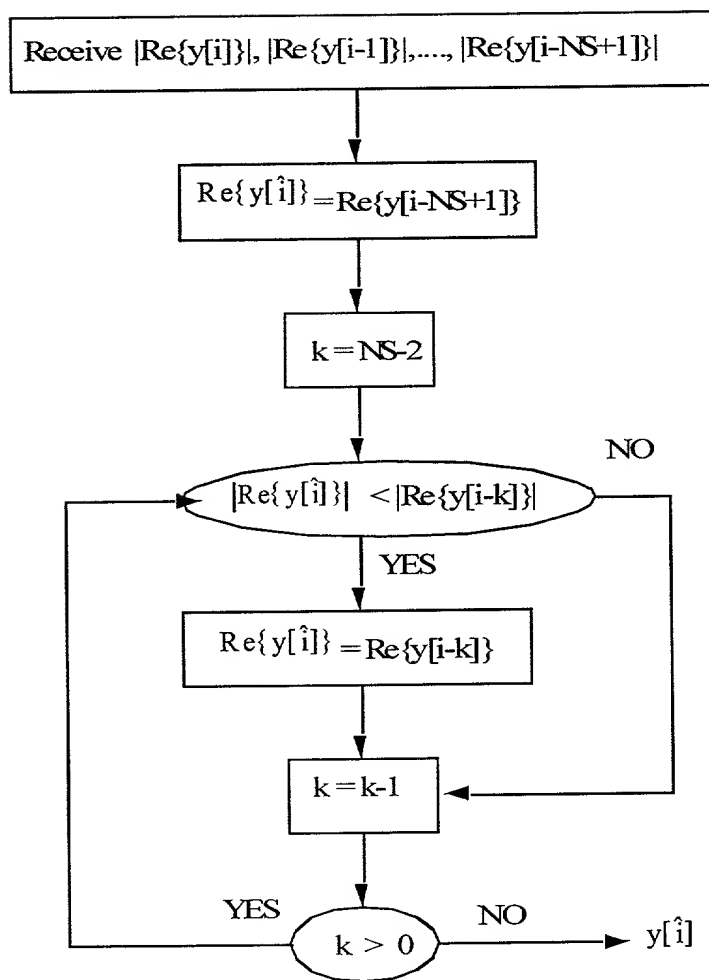 Receive |Re{y[i]}|, |Re{y[i-1]}|,...., |Re{y[i-NS+1]}|
Re{y[î]}=Re{y[i-NS+1]}
k=NS-2
NO
|Re{y[î]}| <|Re{y[i-k]}|
YES
Re{y[î]}=Re{y[i-k]}
k=k-1
YES
NO
k > 0
y[î]